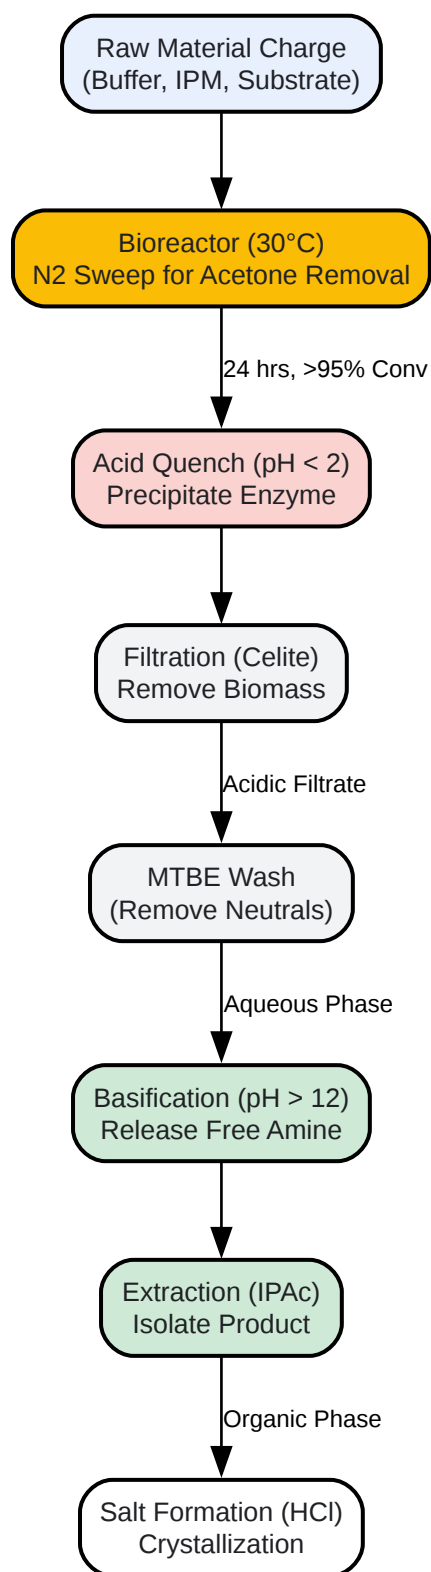 Raw Material Charge
(Buffer, IPM, Substrate)
Bioreactor (30°C)
N2 Sweep for Acetone Removal
24 hrs, >95% Conv
Acid Quench (pH < 2)
Precipitate Enzyme
Filtration (Celite)
Remove Biomass
Acidic Filtrate
MTBE Wash
(Remove Neutrals)
Aqueous Phase
Basification (pH > 12)
Release Free Amine
Extraction (IPAc)
Isolate Product
Organic Phase
Salt Formation (HCl)
Crystallization